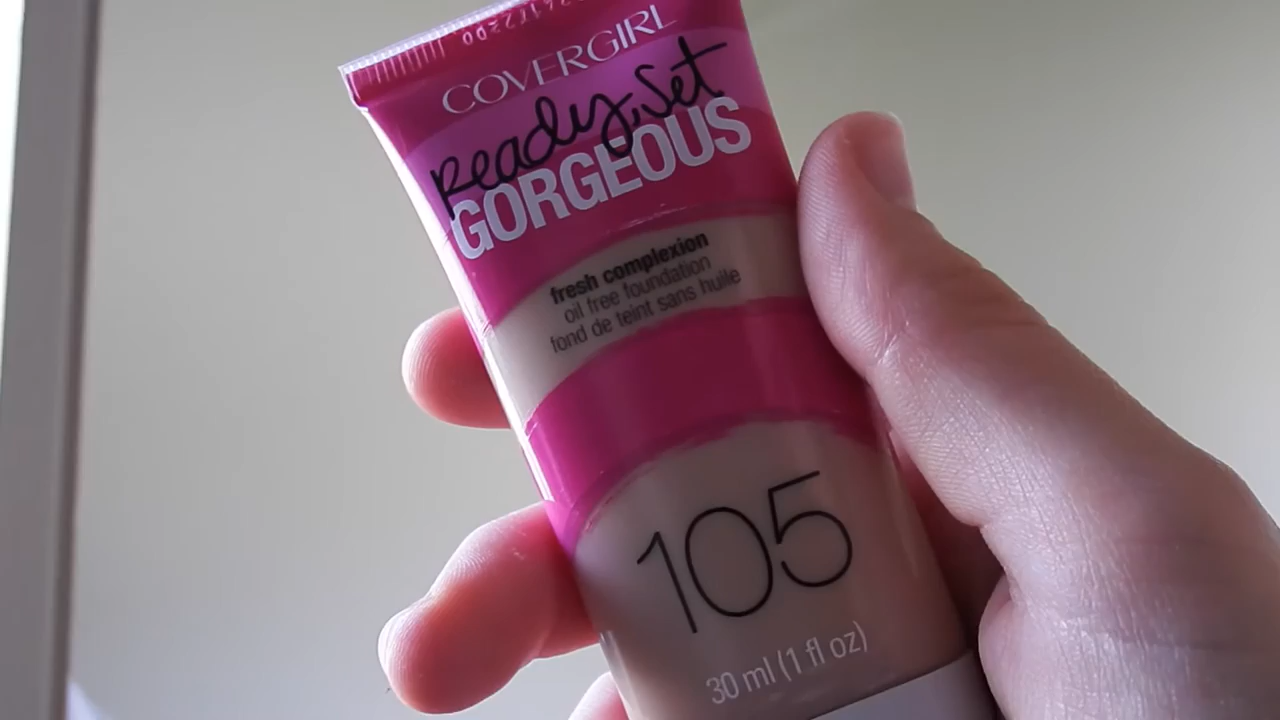 COVERGIRL
Ready, Set
GORGEOUS
fresh complexion
oil free foundation
fond de teint sans huile
105
30 ml (1 fl oz)